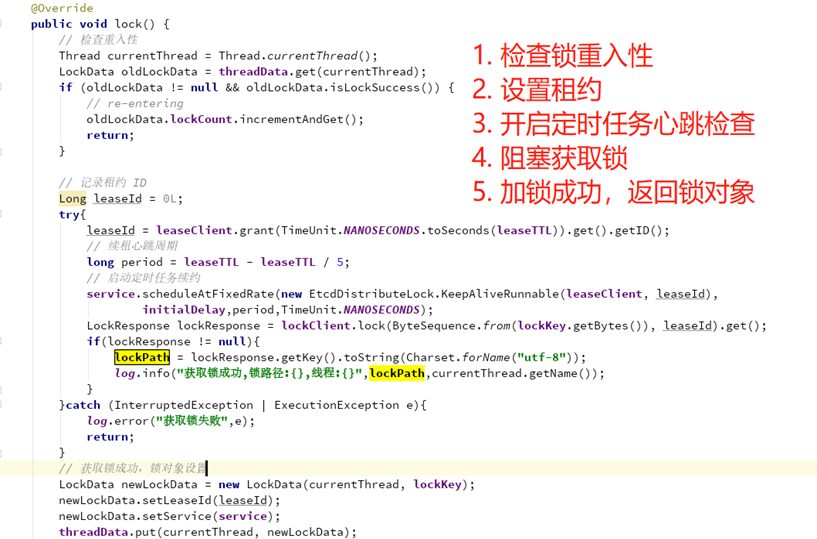 @Override
public void lock() {
// 检查重入性
Thread currentThread = Thread.currentThread();
LockData oldLockData = threadData.get(currentThread);
if (oldLockData != null && oldLockData.isLockSuccess()) {
// re-entering
oldLockData.lockCount.incrementAndGet();
return;
}
// 记录租约 ID
Long leaseId = 0L;
try{
leaseId = leaseClient.grant(TimeUnit.NANOSECONDS.toSeconds(leaseTTL)).get().getID();
// 续租心跳周期
long period = leaseTTL - leaseTTL / 5;
// 启动定时任务续约
service.scheduleAtFixedRate(new EtcdDistributeLock.KeepAliveRunnable(leaseClient, leaseId),
initialDelay,period,TimeUnit.NANOSECONDS);
LockResponse lockResponse = lockClient.lock(ByteSequence.from(lockKey.getBytes()), leaseId).get();
if(lockResponse != null){
lockPath = lockResponse.getKey().toString(Charset.forName("utf-8"));
log.info("获取锁成功,锁路径:{},线程:{}",lockPath,currentThread.getName());
}
}catch (InterruptedException | ExecutionException e){
log.error("获取锁失败",e);
return;
}
// 获取锁成功，锁对象设置
LockData newLockData = new LockData(currentThread, lockKey);
newLockData.setLeaseId(leaseId);
newLockData.setService(service);
threadData.put(currentThread, newLockData);
1. 检查锁重入性
2. 设置租约
3. 开启定时任务心跳检查
4. 阻塞获取锁
5. 加锁成功，返回锁对象